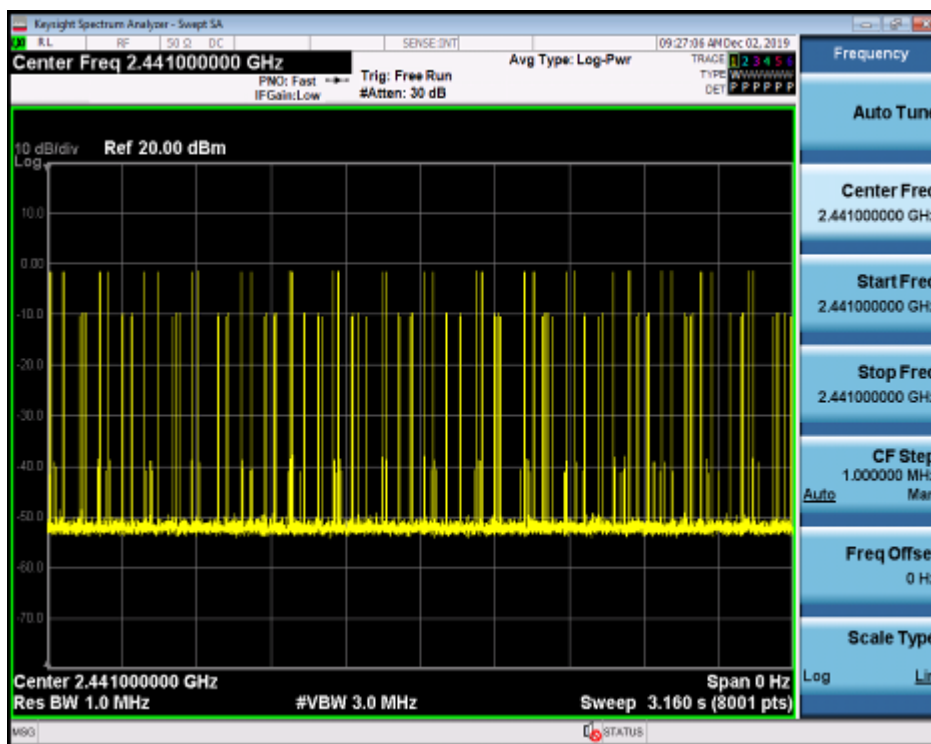 Keysight Spectrum Analyzer - Swept SA
RL RF 50 Ω DC SENSE:INT 09:27:06 AM Dec 02, 2019
Center Freq 2.441000000 GHz
PNO: Fast
IFGain:Low
Trig: Free Run
#Atten: 30 dB
Avg Type: Log-Pwr
TRACE 1 2 3 4 5 6
TYPE WWWWWW
DET P P P P P P
10 dB/div Ref 20.00 dBm
Log
10.0
0.00
-10.0
-20.0
-30.0
-40.0
-50.0
-60.0
-70.0
Center 2.441000000 GHz Span 0 Hz
Res BW 1.0 MHz #VBW 3.0 MHz Sweep 3.160 s (8001 pts)
MSG STATUS
Frequency
Auto Tun
Center Fre
2.441000000 GH
Start Fre
2.441000000 GH
Stop Fre
2.441000000 GH
CF Step
1.000000 MH
Auto Ma
Freq Offse
0 H
Scale Type
Log Li